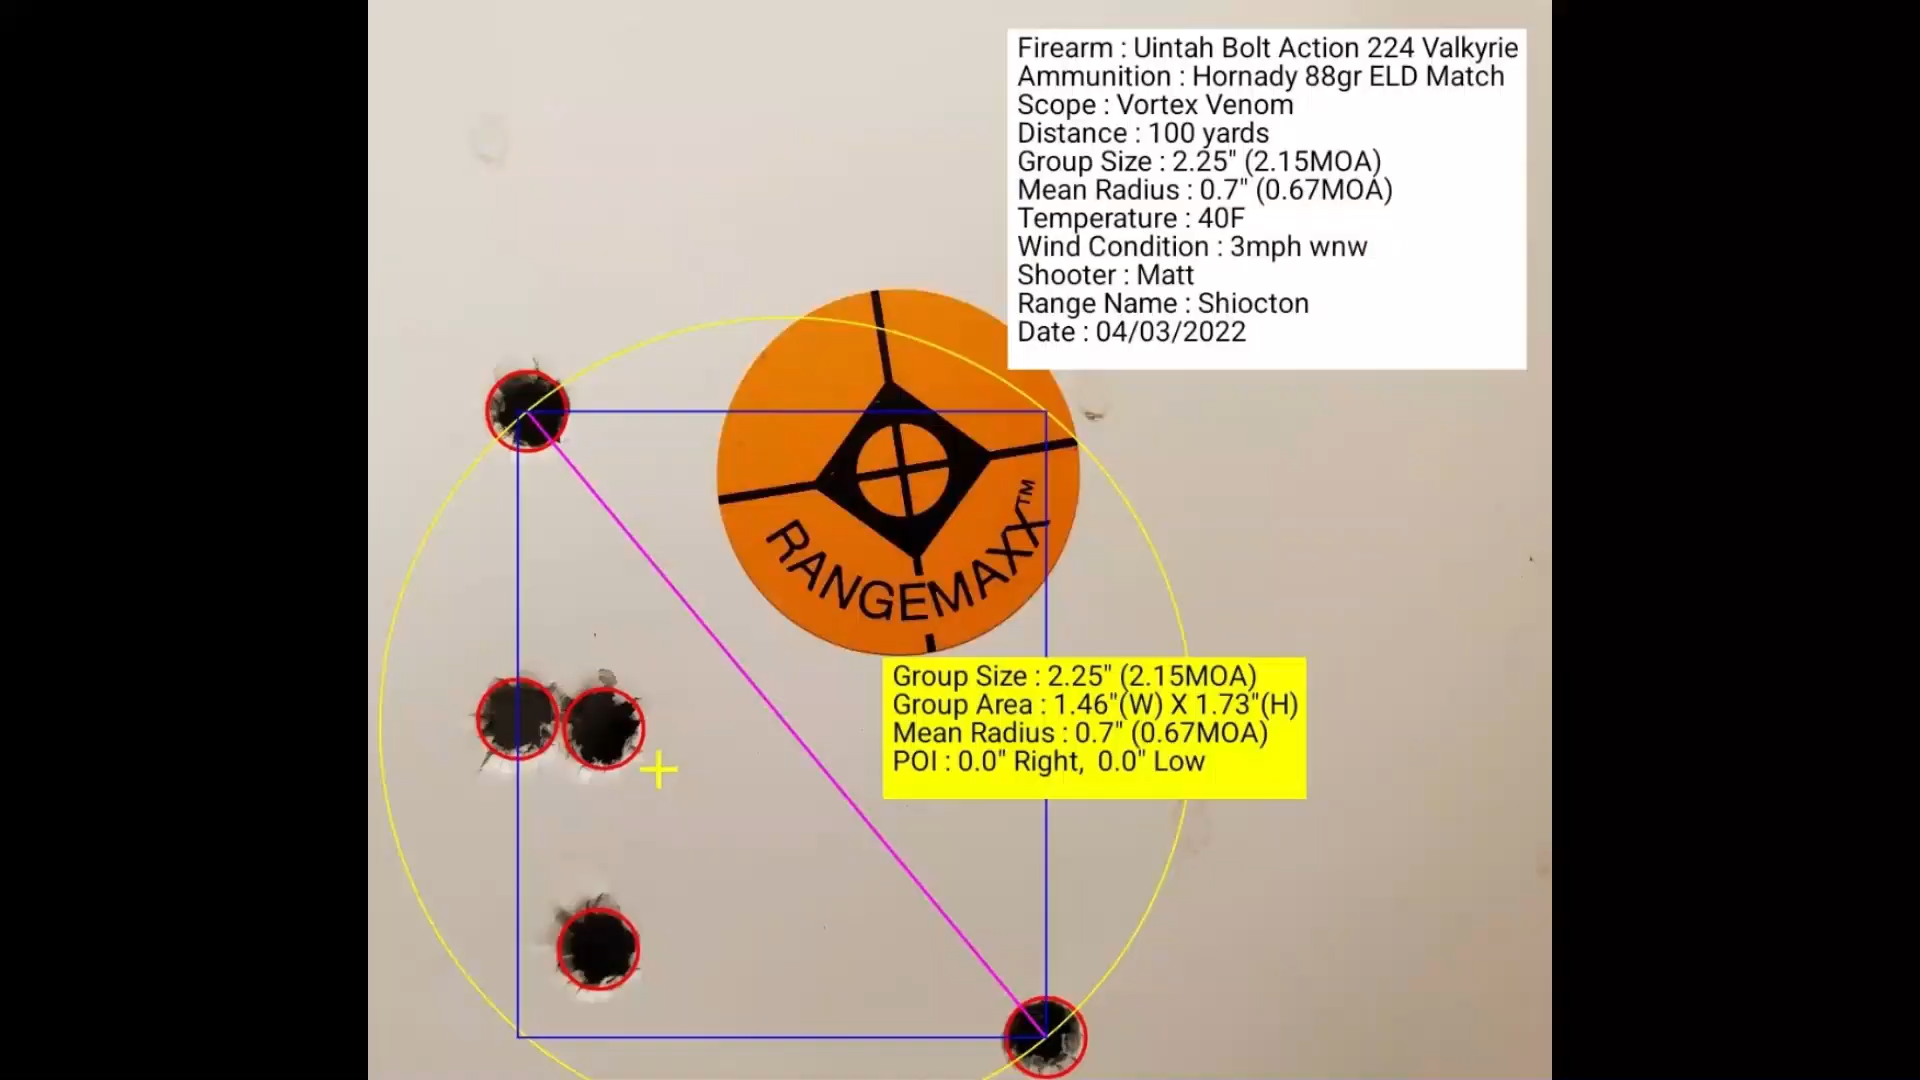 Firearm : Uintah Bolt Action 224 Valkyrie
Ammunition : Hornady 88gr ELD Match
Scope : Vortex Venom
Distance : 100 yards
Group Size : 2.25" (2.15MOA)
Mean Radius : 0.7" (0.67MOA)
Temperature : 40F
Wind Condition : 3mph wnw
Shooter : Matt
Range Name : Shiocton
Date : 04/03/2022
RANGEMAXX™
Group Size : 2.25" (2.15MOA)
Group Area : 1.46"(W) X 1.73"(H)
Mean Radius : 0.7" (0.67MOA)
POI : 0.0" Right, 0.0" Low